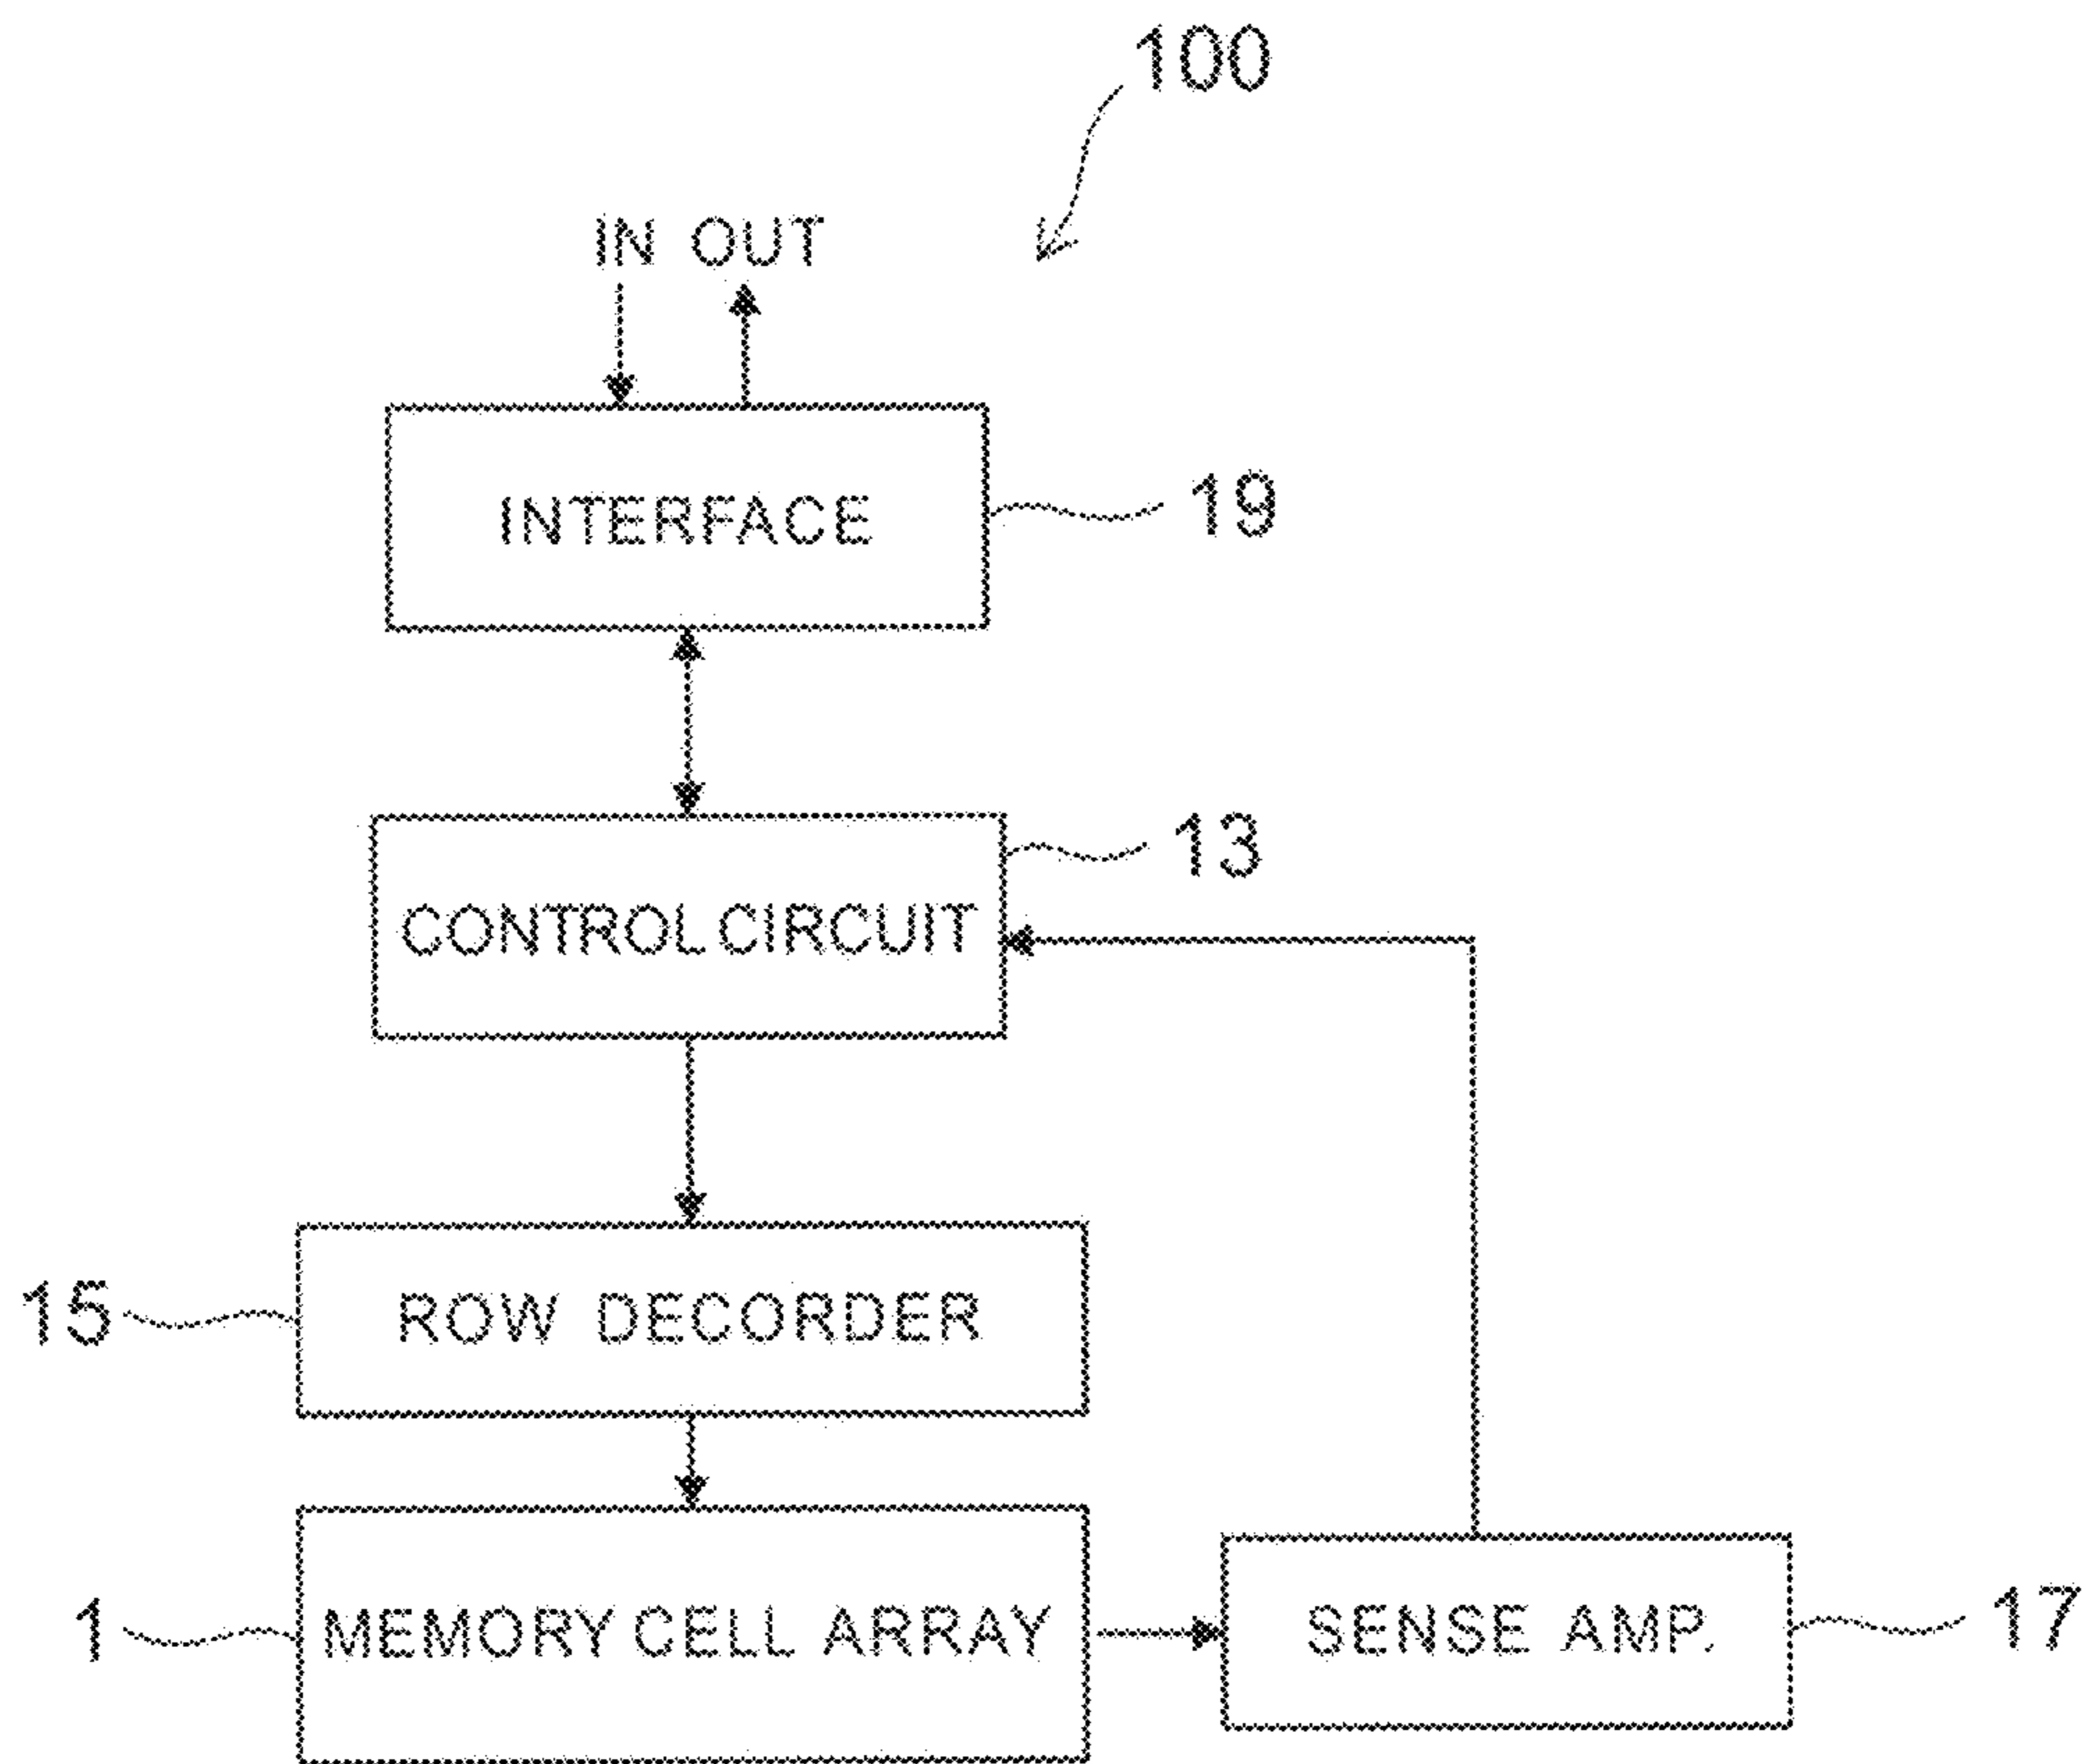 100
IN OUT
INTERFACE
19
13
CONTROL CIRCUIT
15
ROW DECORDER
1
MEMORY CELL ARRAY
SENSE AMP.
17